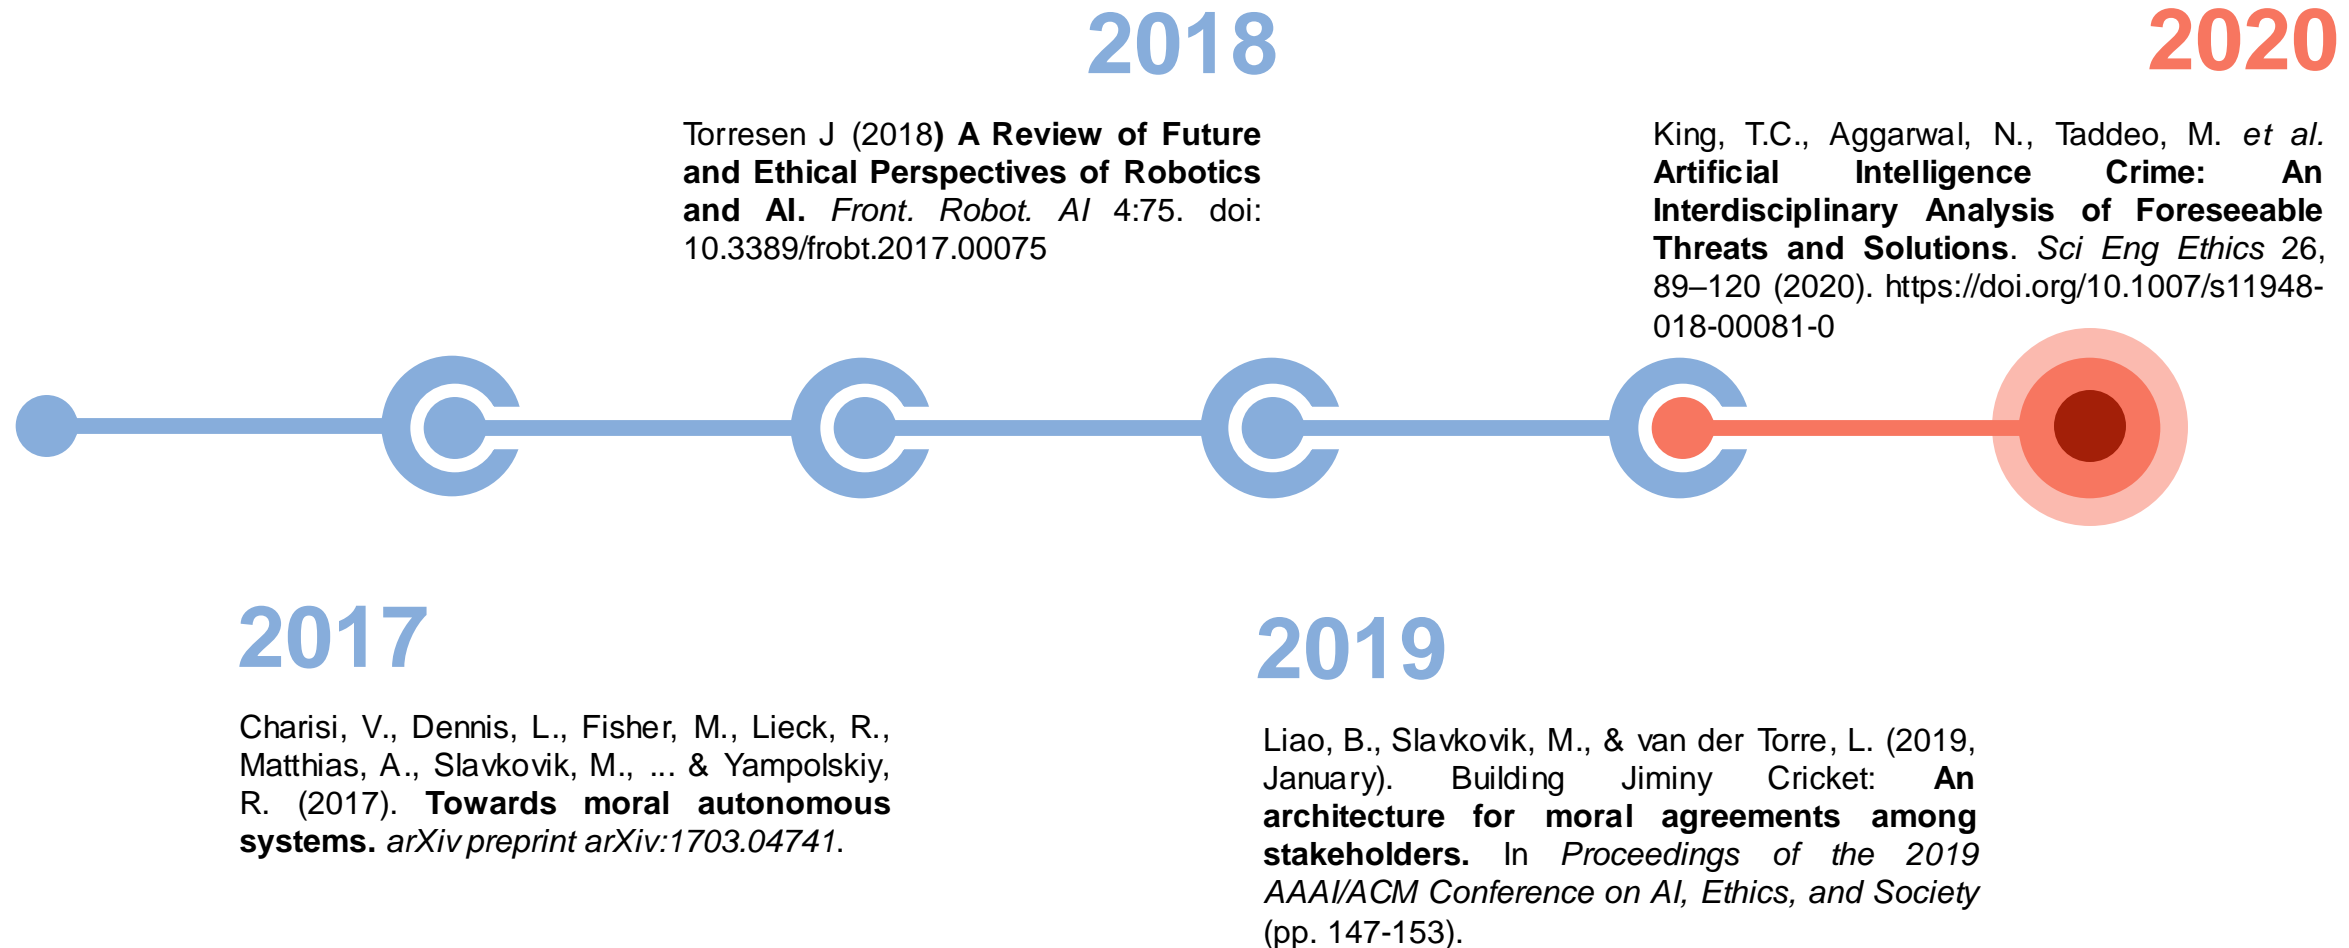 2018
Torresen J (2018) A Review of Future
and Ethical Perspectives of Robotics
and AI. Front. Robot. AI 4:75. doi:
10.3389/frobt.2017.00075
2020
King, T.C., Aggarwal, N., Taddeo, M. et al.
Artificial Intelligence Crime: An
Interdisciplinary Analysis of Foreseeable
Threats and Solutions. Sci Eng Ethics 26,
89–120 (2020). https://doi.org/10.1007/s11948-
018-00081-0
2017
Charisi, V., Dennis, L., Fisher, M., Lieck, R.,
Matthias, A., Slavkovik, M., ... & Yampolskiy,
R. (2017). Towards moral autonomous
systems. arXiv preprint arXiv:1703.04741.
2019
Liao, B., Slavkovik, M., & van der Torre, L. (2019,
January). Building Jiminy Cricket: An
architecture for moral agreements among
stakeholders. In Proceedings of the 2019
AAAI/ACM Conference on AI, Ethics, and Society
(pp. 147-153).